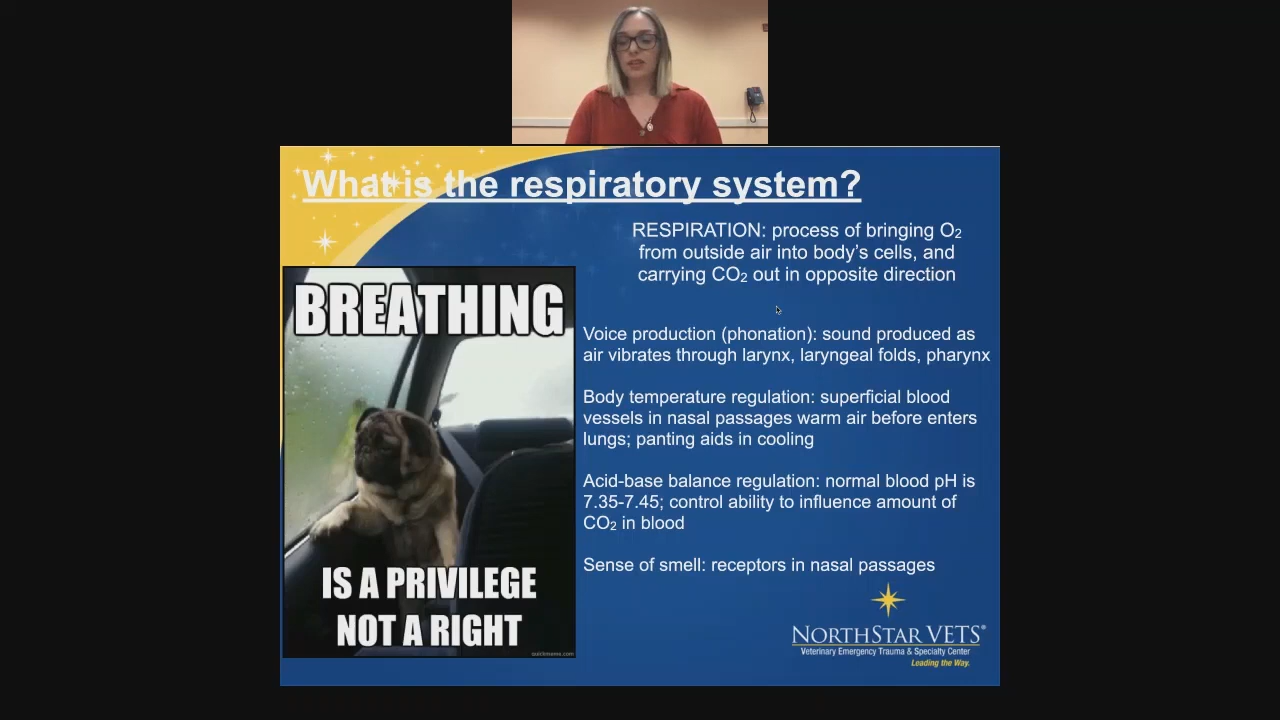 What is the respiratory system?
RESPIRATION: process of bringing O₂
from outside air into body's cells, and
carrying CO₂ out in opposite direction
BREATHING
IS A PRIVILEGE
NOT A RIGHT
quickmeme.com
Voice production (phonation): sound produced as
air vibrates through larynx, laryngeal folds, pharynx
Body temperature regulation: superficial blood
vessels in nasal passages warm air before enters
lungs; panting aids in cooling
Acid-base balance regulation: normal blood pH is
7.35-7.45; control ability to influence amount of
CO₂ in blood
Sense of smell: receptors in nasal passages
NORTHSTAR VETS®
Veterinary Emergency Trauma & Specialty Center
Leading the Way.